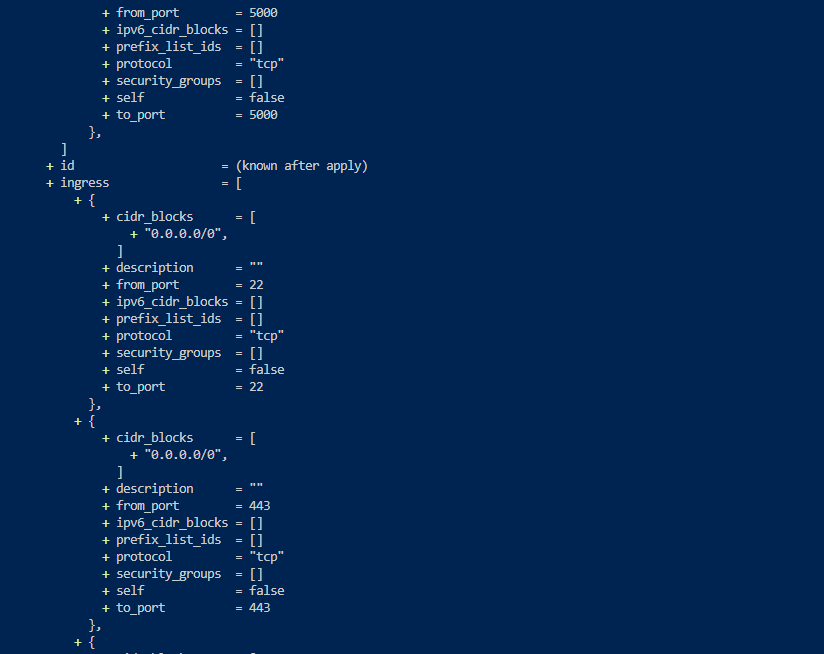 + from_port = 5000
+ ipv6_cidr_blocks = []
+ prefix_list_ids = []
+ protocol = "tcp"
+ security_groups = []
+ self = false
+ to_port = 5000
},
]
+ id = (known after apply)
+ ingress = [
+ {
+ cidr_blocks = [
+ "0.0.0.0/0",
]
+ description = ""
+ from_port = 22
+ ipv6_cidr_blocks = []
+ prefix_list_ids = []
+ protocol = "tcp"
+ security_groups = []
+ self = false
+ to_port = 22
},
+ {
+ cidr_blocks = [
+ "0.0.0.0/0",
]
+ description = ""
+ from_port = 443
+ ipv6_cidr_blocks = []
+ prefix_list_ids = []
+ protocol = "tcp"
+ security_groups = []
+ self = false
+ to_port = 443
},
+ {